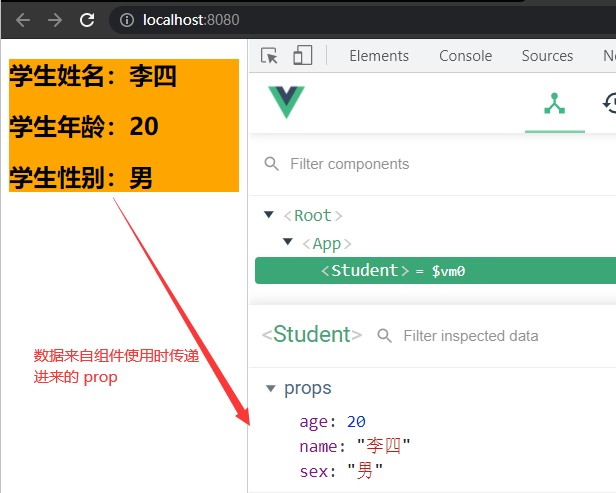 localhost:8080
Elements Console Sources
学生姓名：李四
学生年龄：20
学生性别：男
数据来自组件使用时传递
进来的 prop
Filter components
<Root>
<App>
<Student> = $vm0
<Student> Filter inspected data
props
age: 20
name: "李四"
sex: "男"